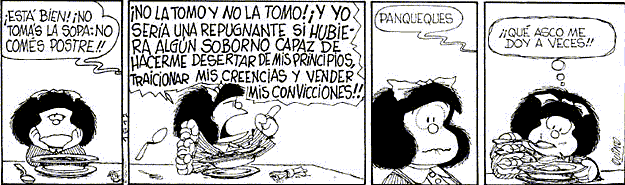 ¡ESTÁ BIEN! ¡NO
TOMÁS LA SOPA: NO
COMÉS POSTRE!!
¡NO LA TOMO Y NO LA TOMO! ¡Y YO
SERÍA UNA REPUGNANTE SI HUBIE-
RA ALGÚN SOBORNO CAPAZ DE
HACERME DESERTAR DE MIS PRINCIPIOS,
TRAICIONAR MIS CREENCIAS Y VENDER
MIS CONVICCIONES!!
PANQUEQUES
¡¡QUÉ ASCO ME
DOY A VECES!!